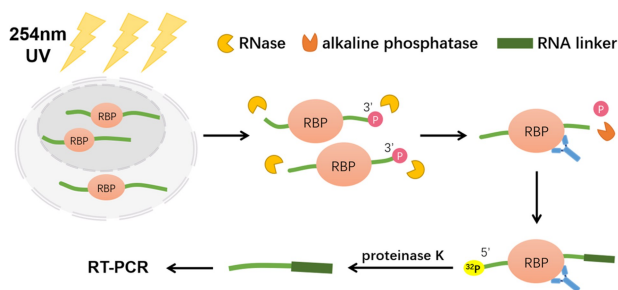 254nm
UV
RNase
alkaline phosphatase
RNA linker
RBP
RBP
RBP
3'
RBP
P
3'
RBP
P
P
RBP
RT-PCR
proteinase K
5'
32P
RBP